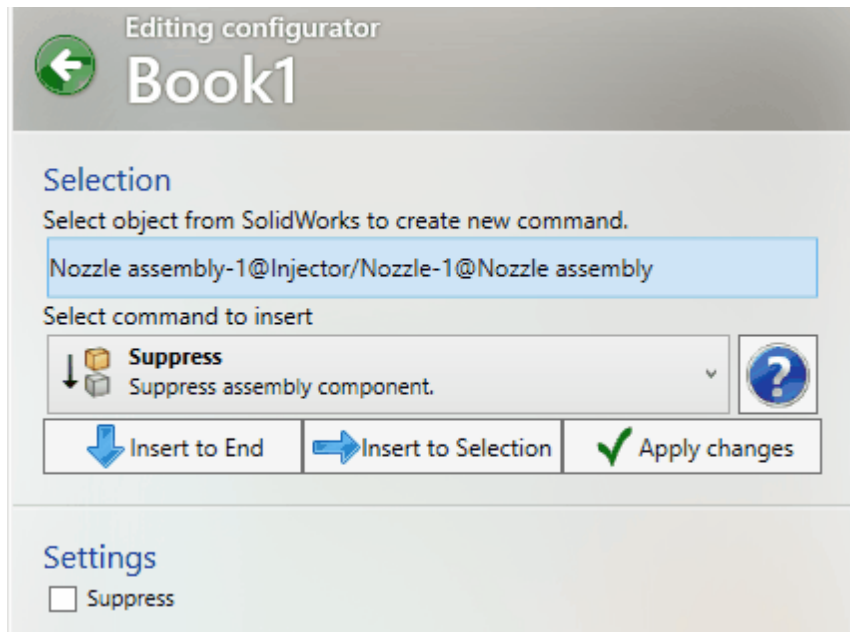 Editing configurator
Book1
Selection
Select object from SolidWorks to create new command.
Nozzle assembly-1@Injector/Nozzle-1@Nozzle assembly
Select command to insert
Suppress
Suppress assembly component.
?
Insert to End Insert to Selection Apply changes
Settings
Suppress